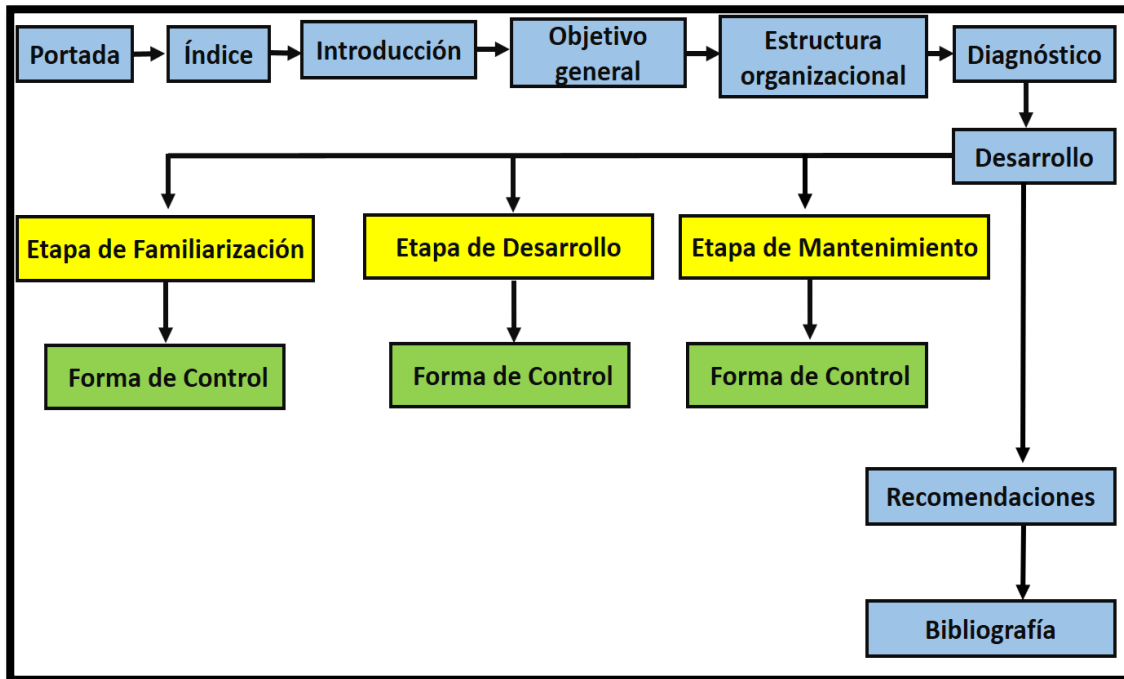 Portada
Índice
Introducción
Objetivo
general
Estructura
organizacional
Diagnóstico
Desarrollo
Etapa de Familiarización
Etapa de Desarrollo
Etapa de Mantenimiento
Forma de Control
Forma de Control
Forma de Control
Recomendaciones
Bibliografía